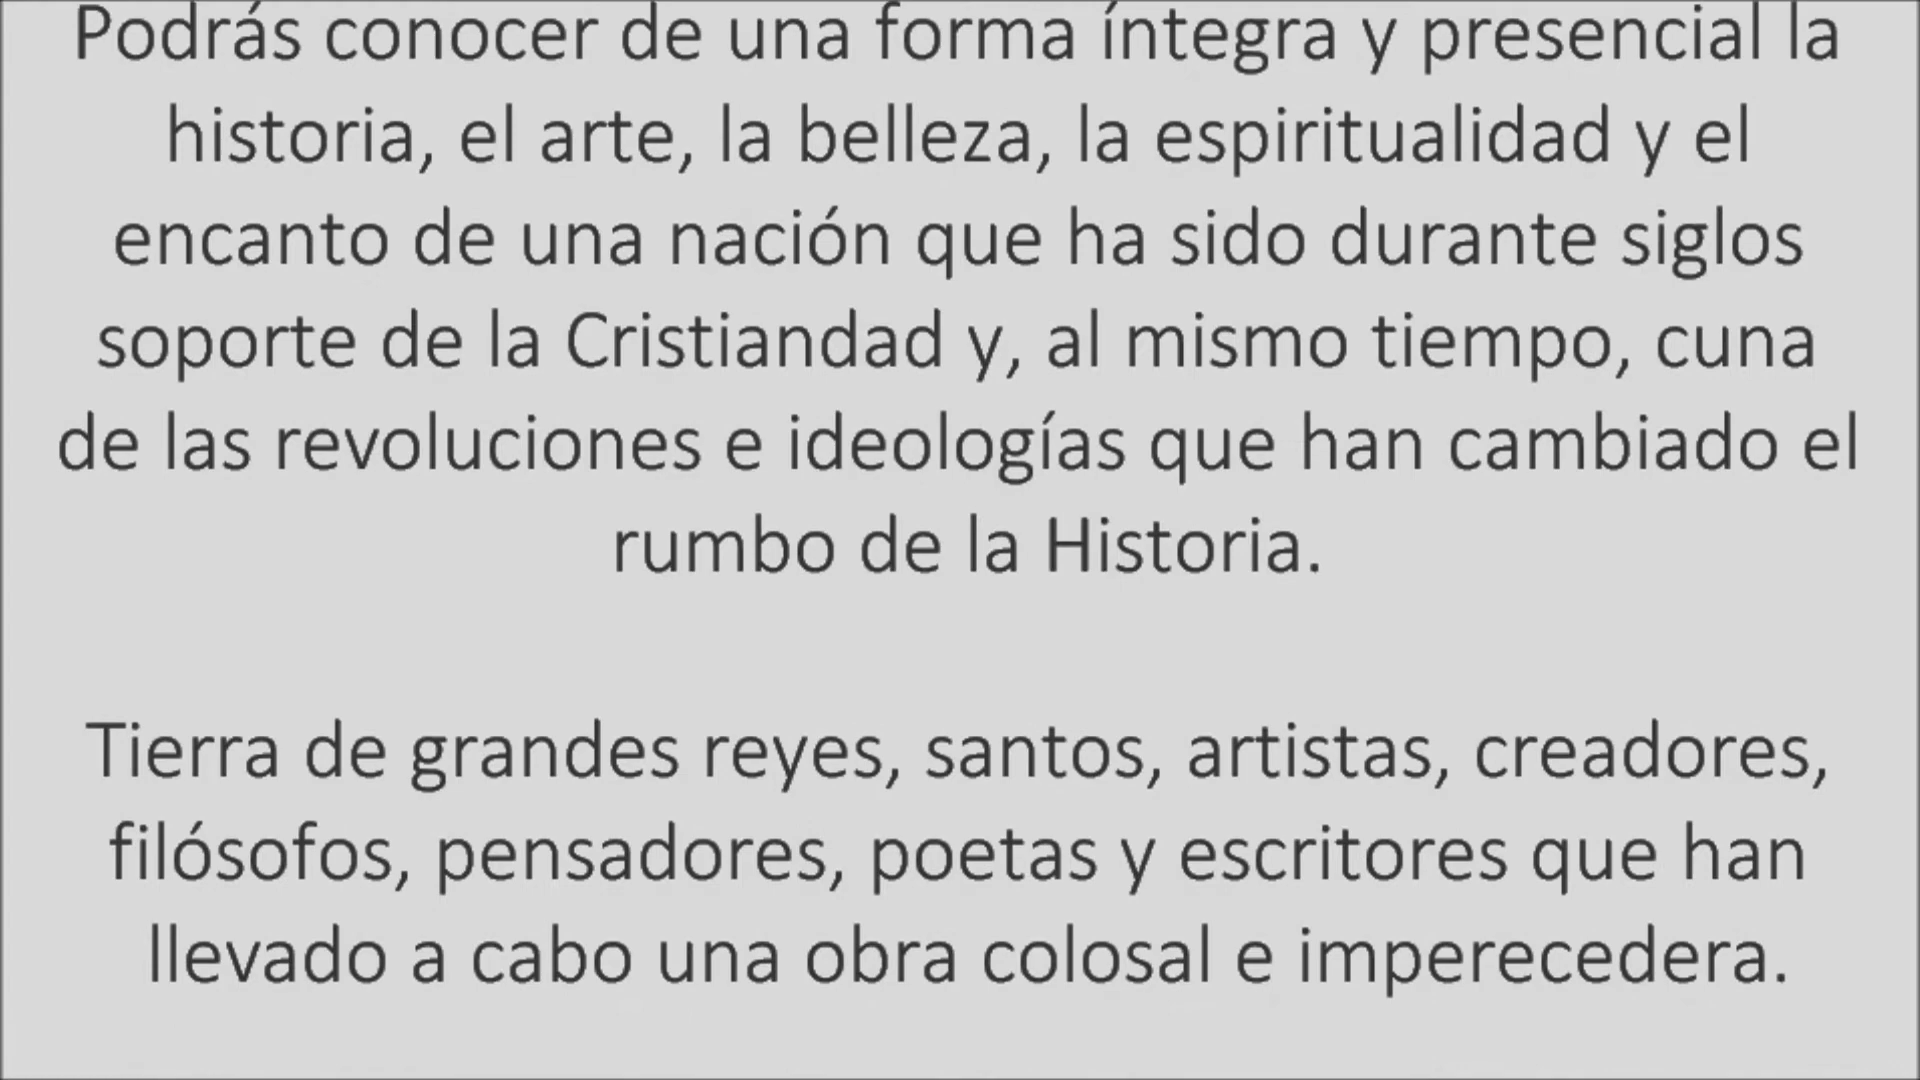 Podrás conocer de una forma íntegra y presencial la
historia, el arte, la belleza, la espiritualidad y el
encanto de una nación que ha sido durante siglos
soporte de la Cristiandad y, al mismo tiempo, cuna
de las revoluciones e ideologías que han cambiado el
rumbo de la Historia.
Tierra de grandes reyes, santos, artistas, creadores,
filósofos, pensadores, poetas y escritores que han
llevado a cabo una obra colosal e imperecedera.